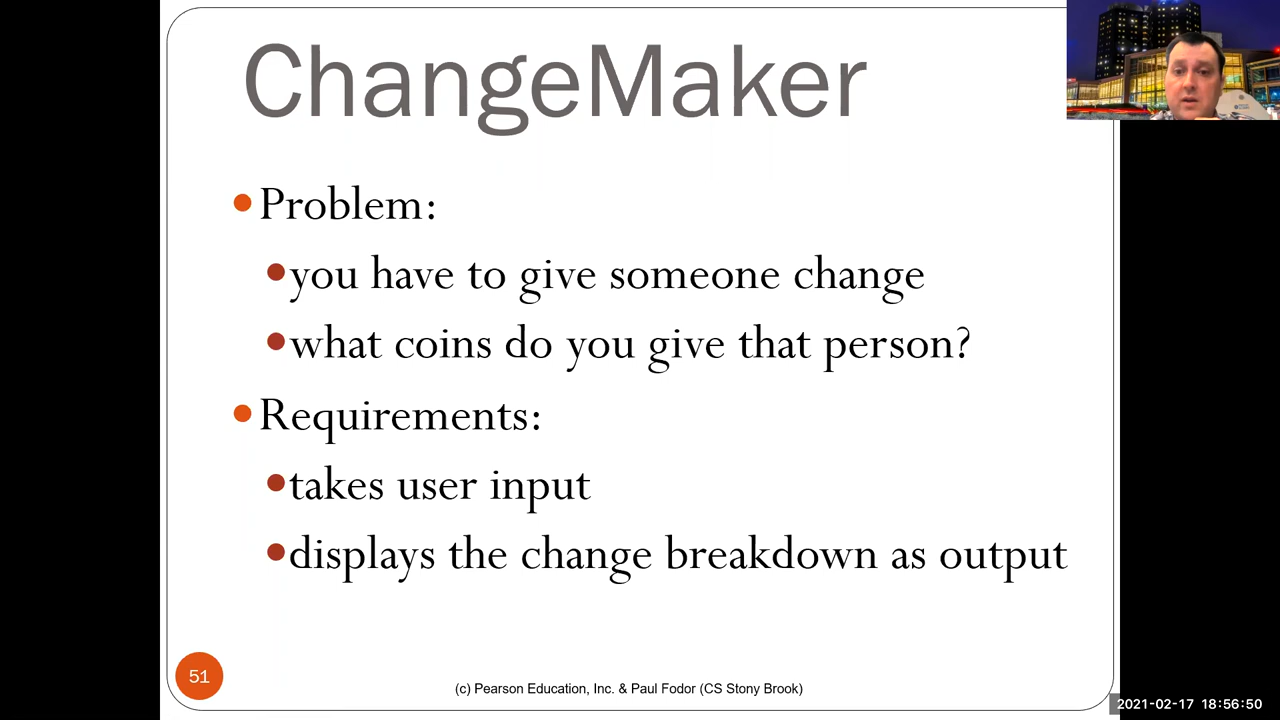 ChangeMaker
Problem:
you have to give someone change
what coins do you give that person?
Requirements:
takes user input
displays the change breakdown as output
51
(c) Pearson Education, Inc. & Paul Fodor (CS Stony Brook)
2021-02-17 18:56:50